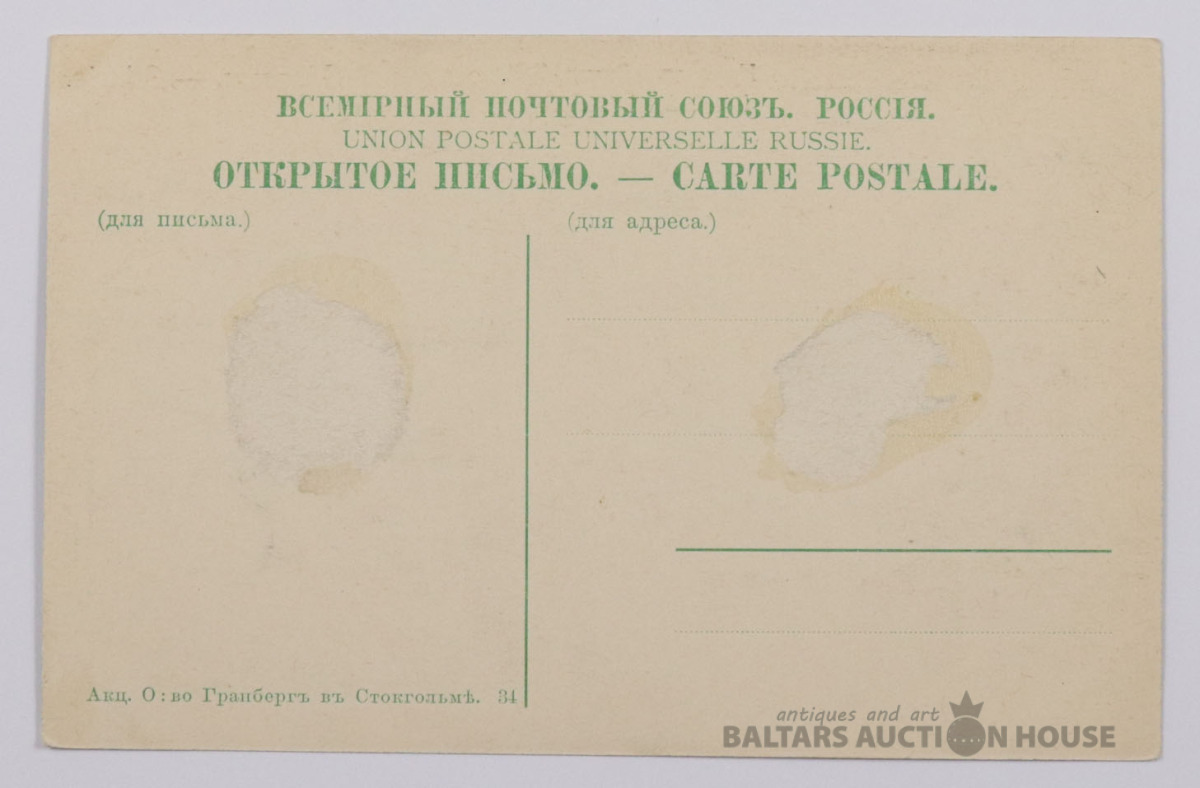 ВСЕМІРНЫЙ ПОЧТОВЫЙ СОЮЗЪ. РОССІЯ.
UNION POSTALE UNIVERSELLE RUSSIE.
ОТКРЫТОЕ ПИСЬМО. — CARTE POSTALE.
(для письма.)
(для адреса.)
Акц. О:во Гранбергъ въ Стокгольмѣ. 34
antiques and art
BALTARS AUCTION HOUSE